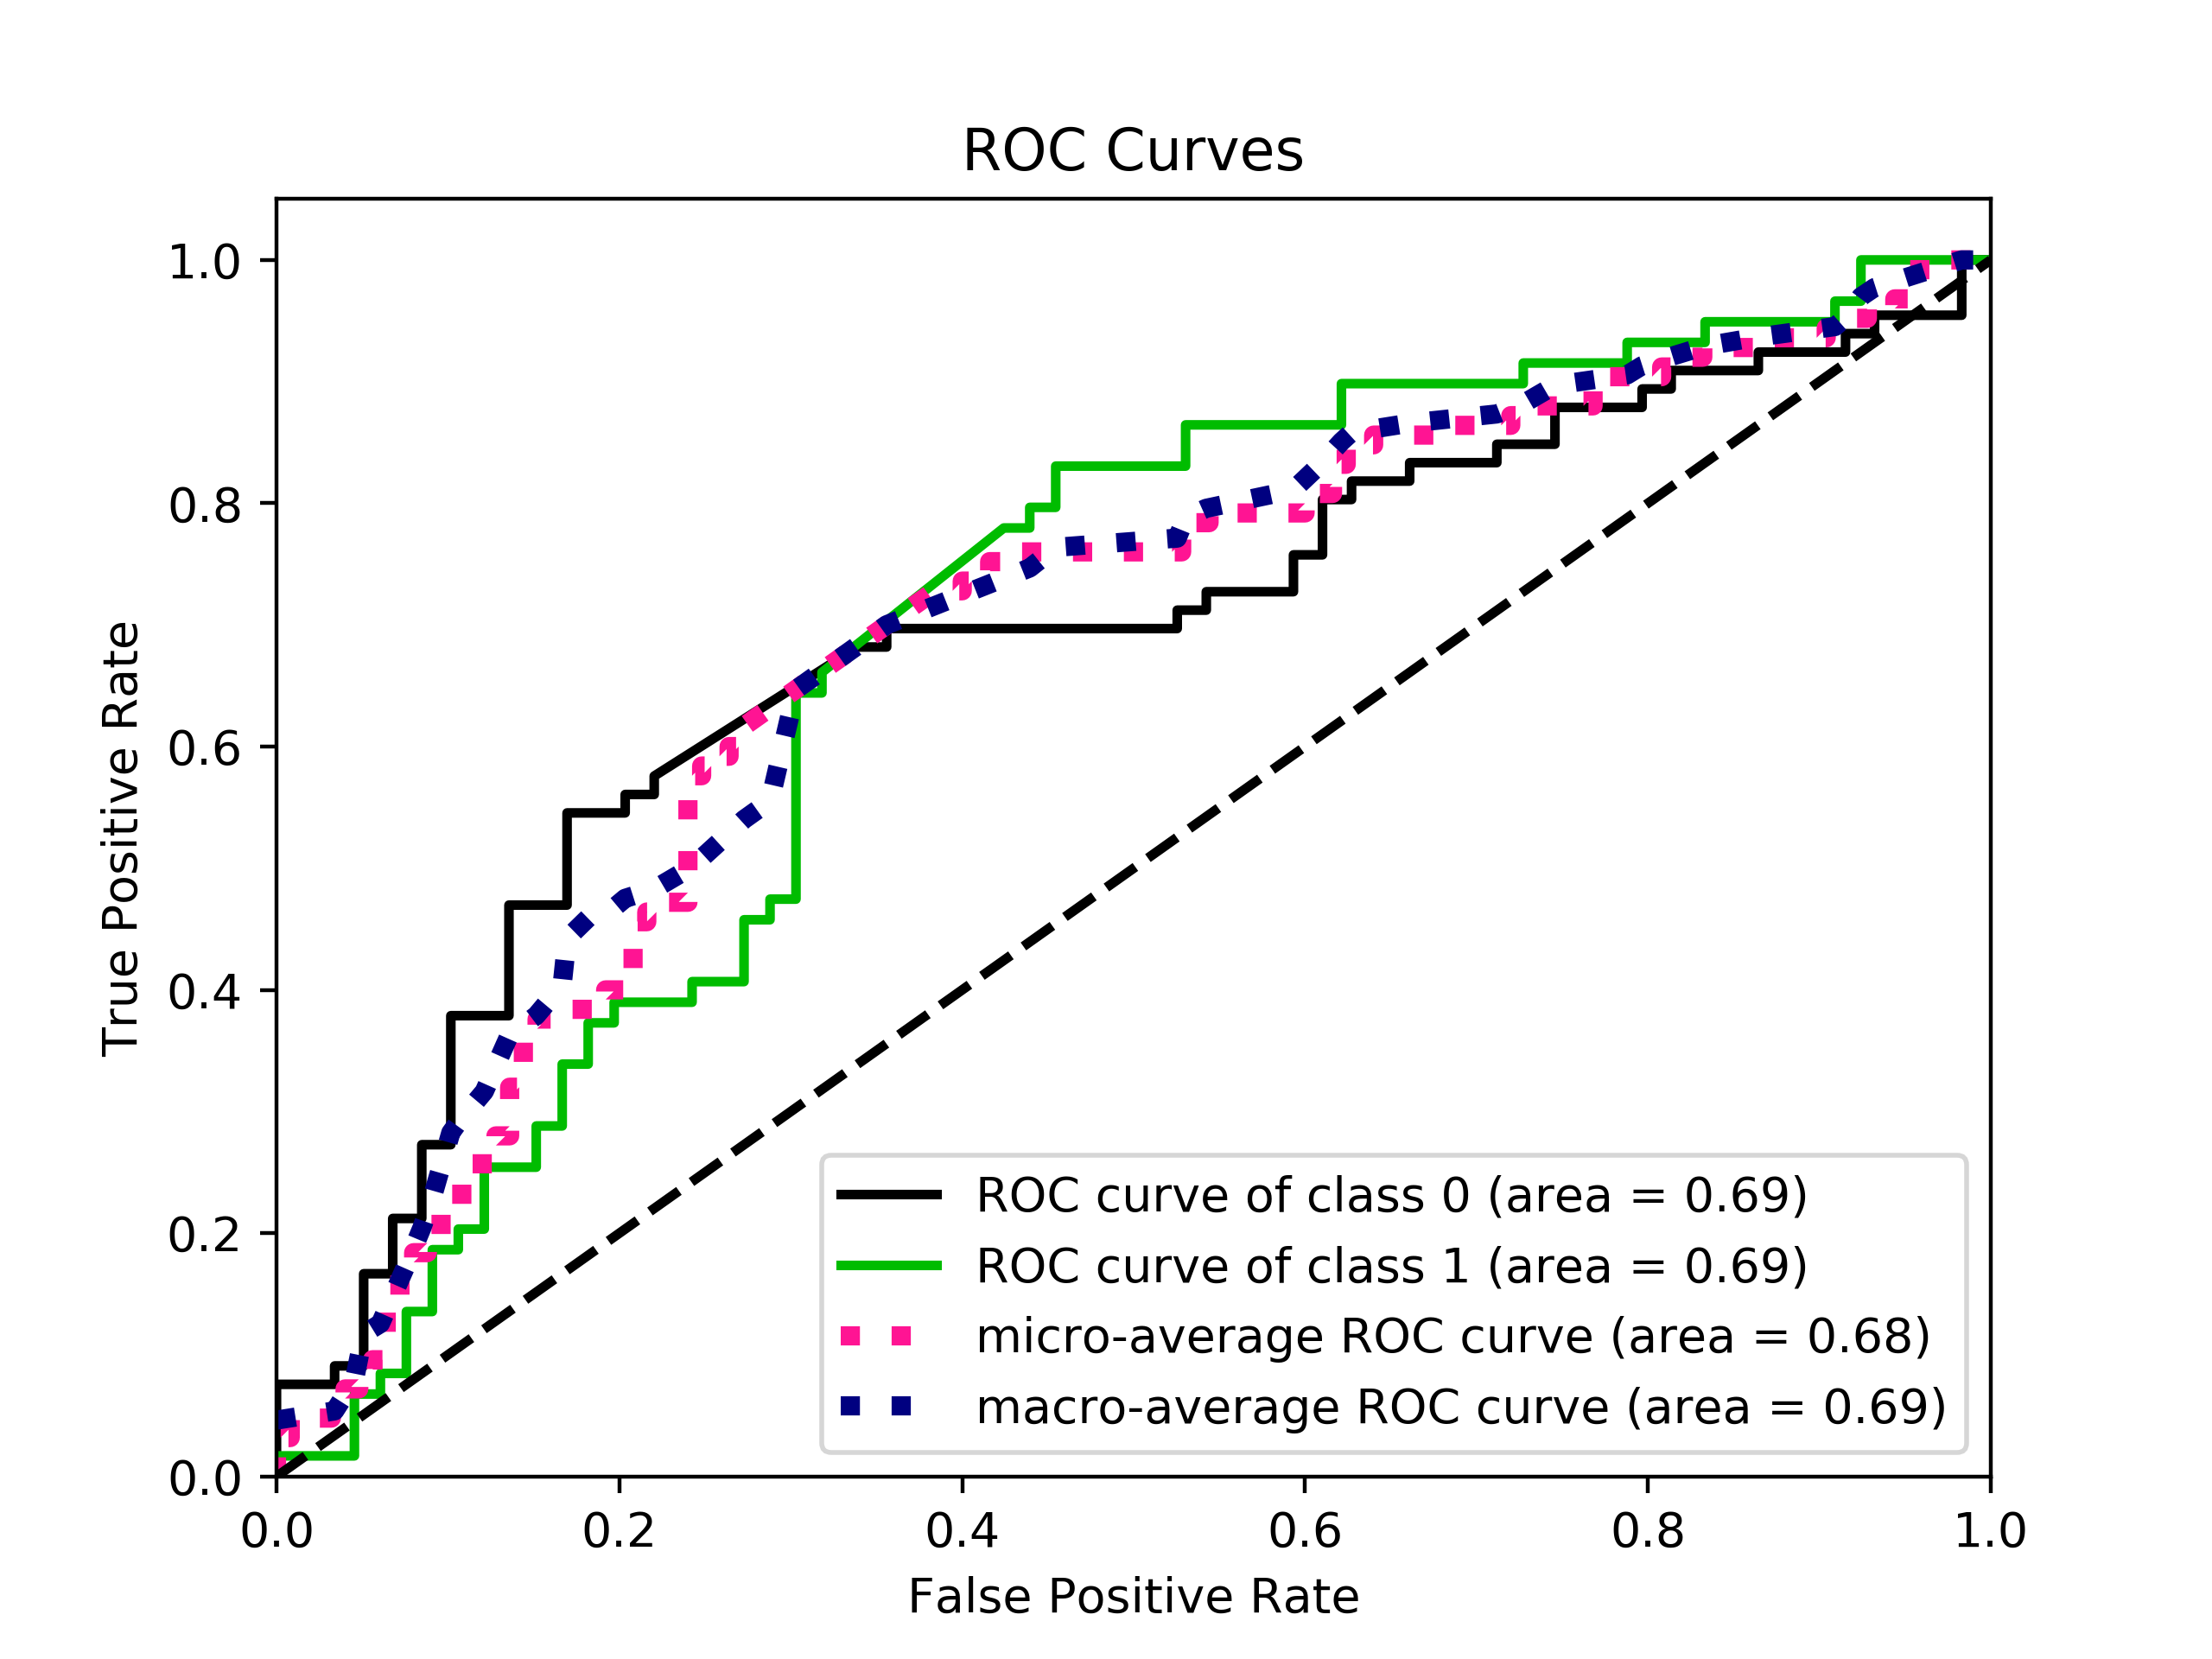 ROC Curves
True Positive Rate
1.0
0.8
0.6
0.4
0.2
0.0
ROC curve of class 0 (area = 0.69)
ROC curve of class 1 (area = 0.69)
micro-average ROC curve (area = 0.68)
macro-average ROC curve (area = 0.69)
0.0 0.2 0.4 0.6 0.8 1.0
False Positive Rate